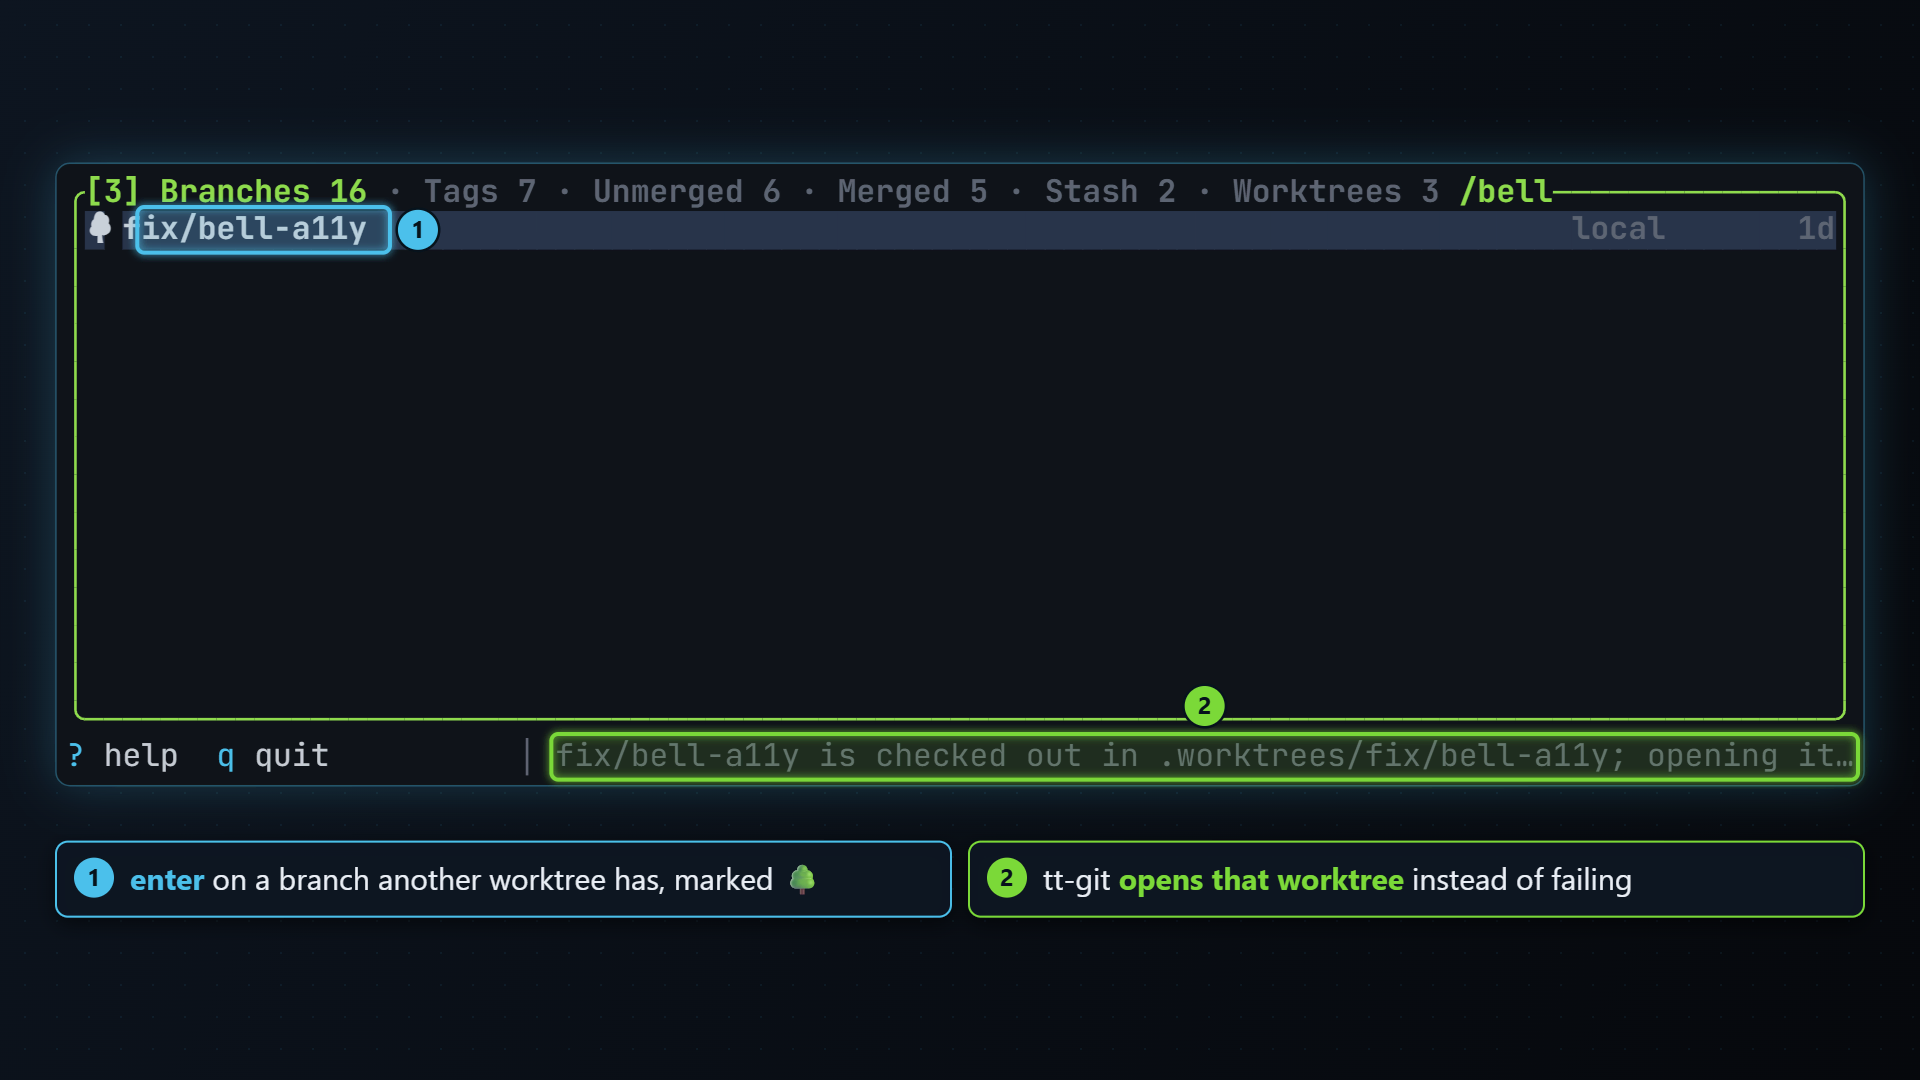 [3] Branches 16 · Tags 7 · Unmerged 6 · Merged 5 · Stash 2 · Worktrees 3 /bell
🌳 fix/bell-a11y 1 local 1d
2
? help q quit │ fix/bell-a11y is checked out in .worktrees/fix/bell-a11y; opening it…
1 enter on a branch another worktree has, marked 🌳
2 tt-git opens that worktree instead of failing